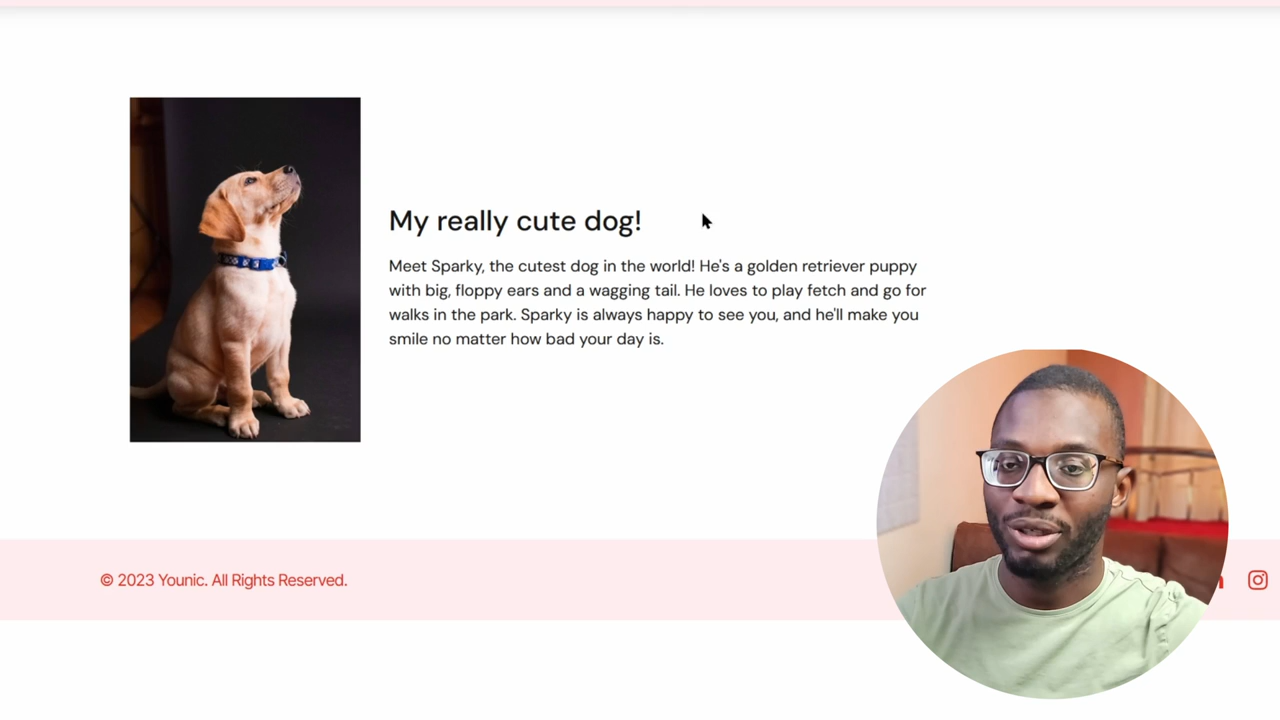 My really cute dog!
Meet Sparky, the cutest dog in the world! He's a golden retriever puppy
with big, floppy ears and a wagging tail. He loves to play fetch and go for
walks in the park. Sparky is always happy to see you, and he'll make you
smile no matter how bad your day is.
© 2023 Younic. All Rights Reserved.